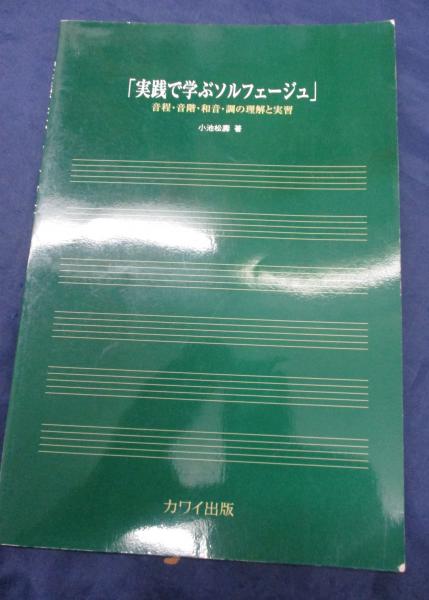 「実践で学ぶソルフェージュ」
音程・音階・和音・調の理解と実習
小池松壽 著
カワイ出版